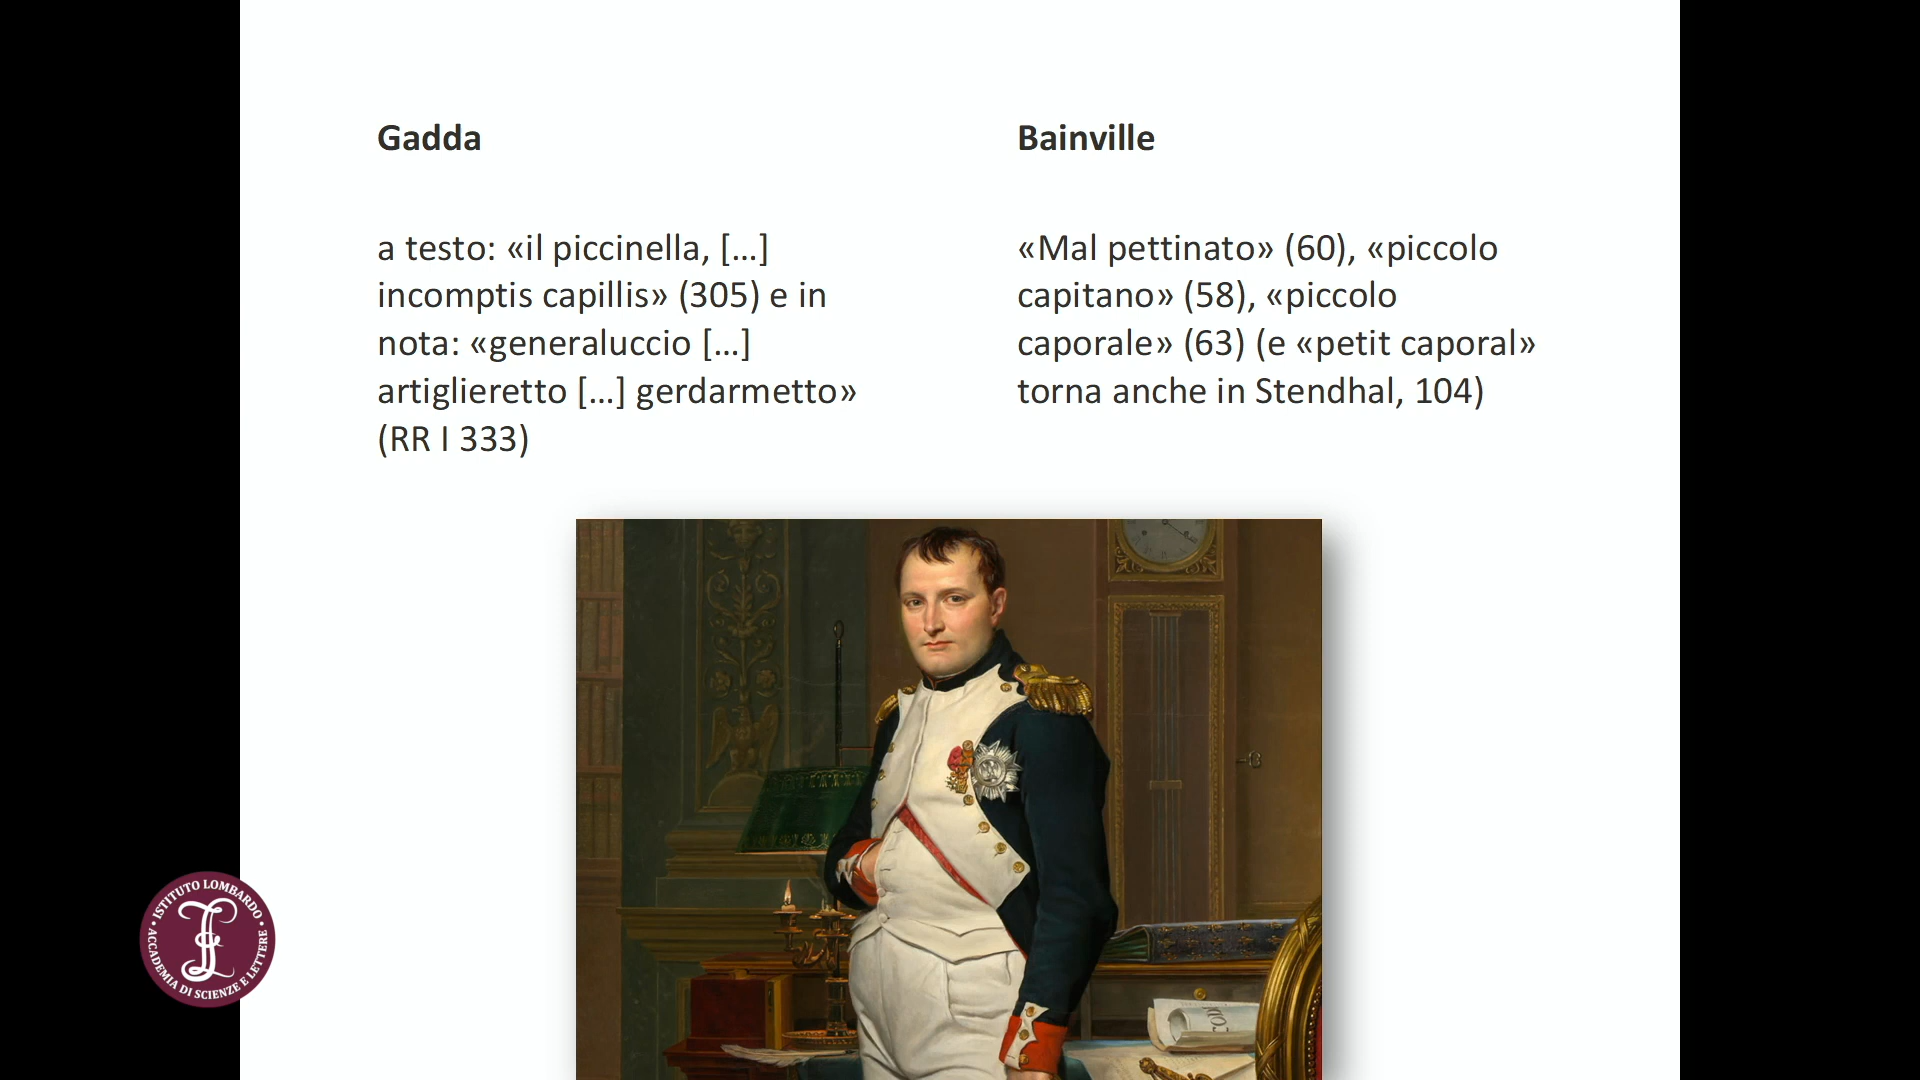 Gadda
a testo: «il piccinella, [...]
incomptis capillis» (305) e in
nota: «generaluccio [...]
artiglieretto [...] gerdarmetto»
(RR I 333)
Bainville
«Mal pettinato» (60), «piccolo
capitano» (58), «piccolo
caporale» (63) (e «petit caporal»
torna anche in Stendhal, 104)
ISTITUTO LOMBARDO
ACCADEMIA DI SCIENZE E LETTERE
COD